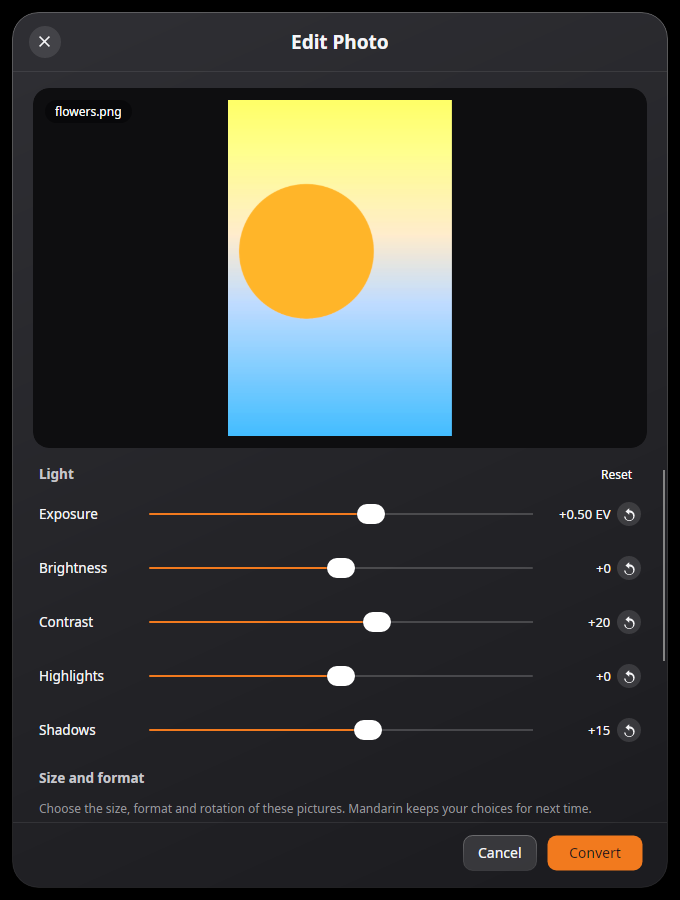 Edit Photo
flowers.png
Light
Reset
Exposure
+0.50 EV
Brightness
+0
Contrast
+20
Highlights
+0
Shadows
+15
Size and format
Choose the size, format and rotation of these pictures. Mandarin keeps your choices for next time.
Cancel
Convert